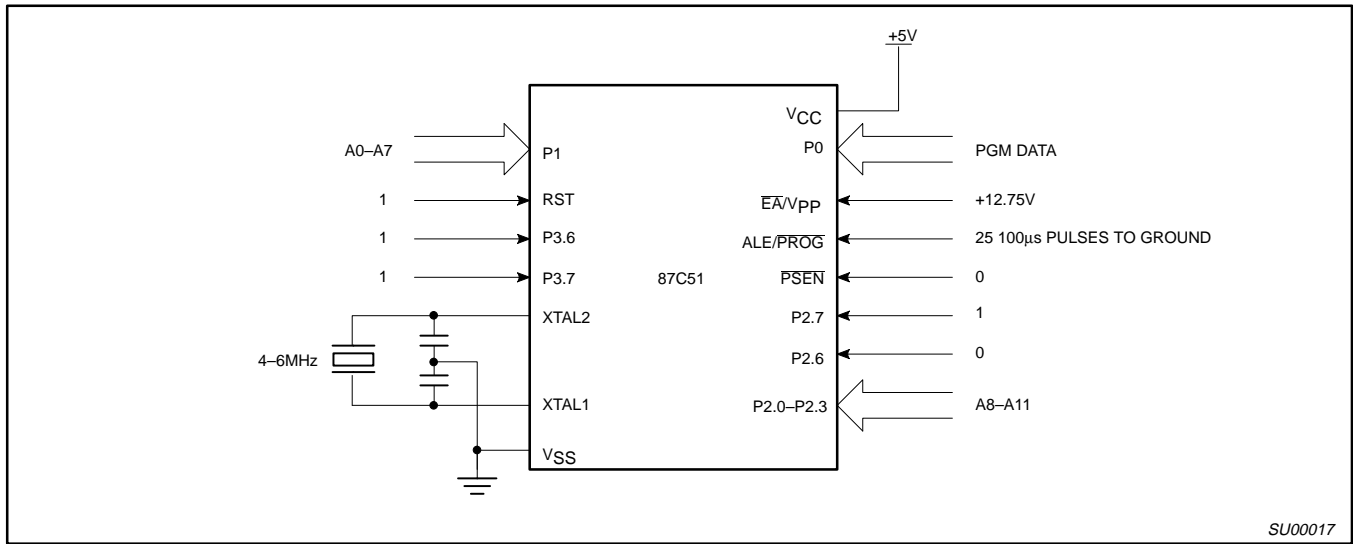 +5V
VCC
A0–A7 P1 P0 PGM DATA
1 RST EA/VPP +12.75V
1 P3.6 ALE/PROG 25 100µs PULSES TO GROUND
1 P3.7 87C51 PSEN 0
XTAL2 P2.7 1
4–6MHz P2.6 0
XTAL1 P2.0–P2.3 A8–A11
VSS
SU00017